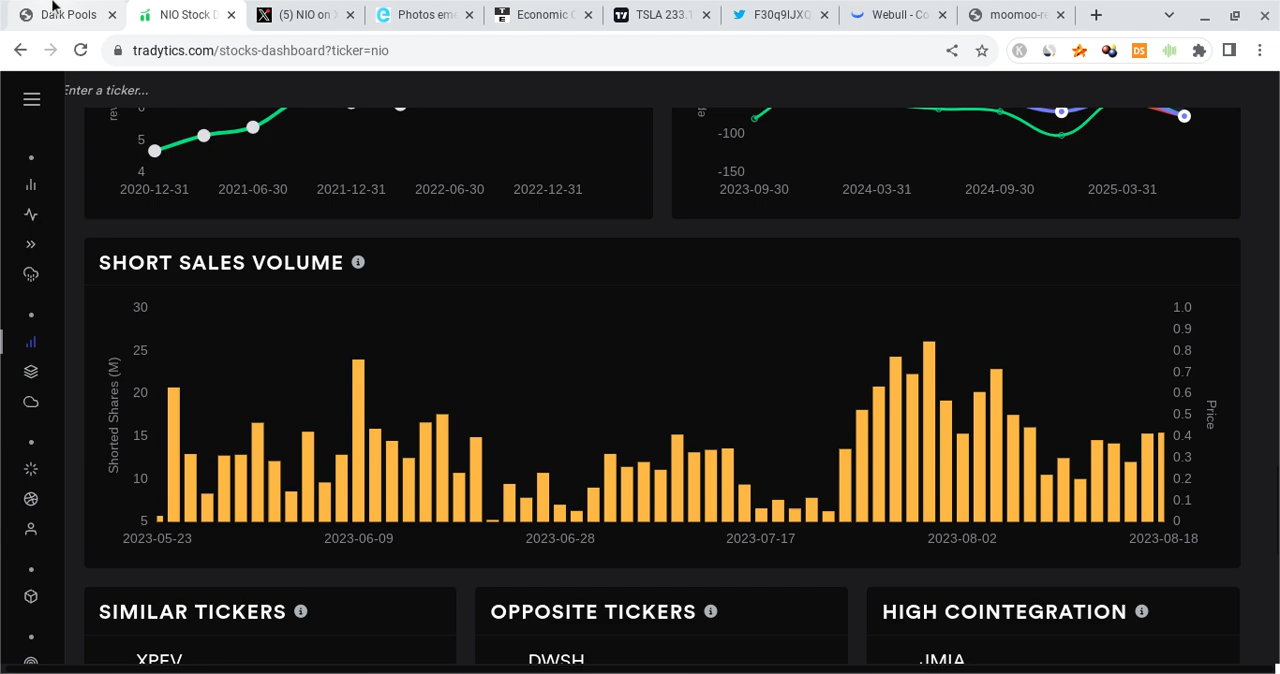 Dark Pools
NIO Stock D
(5) NIO on X
Photos eme
Economic C
TSLA 233.1
F30q9IJXQ
Webull - Co
moomoo-re
tradytics.com/stocks-dashboard?ticker=nio
K
DS
Enter a ticker...
6
5
4
2020-12-31 2021-06-30 2021-12-31 2022-06-30 2022-12-31
-100
-150
2023-09-30 2024-03-31 2024-09-30 2025-03-31
SHORT SALES VOLUME
Shorted Shares (M)
30
25
20
15
10
5
1.0
0.9
0.8
0.7
0.6
0.5
0.4
0.3
0.2
0.1
0
Price
2023-05-23 2023-06-09 2023-06-28 2023-07-17 2023-08-02 2023-08-18
SIMILAR TICKERS
OPPOSITE TICKERS
HIGH COINTEGRATION
XPEV
DWSH
JMIA